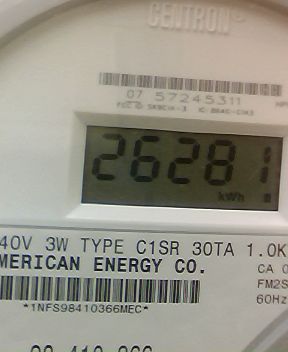 CENTRON®
07 57245311
26281
kWh
40V 3W TYPE C1SR 30TA 1.0K
MERICAN ENERGY CO.
CA 0
FM2S
60Hz
*1NFS98410366MEC*